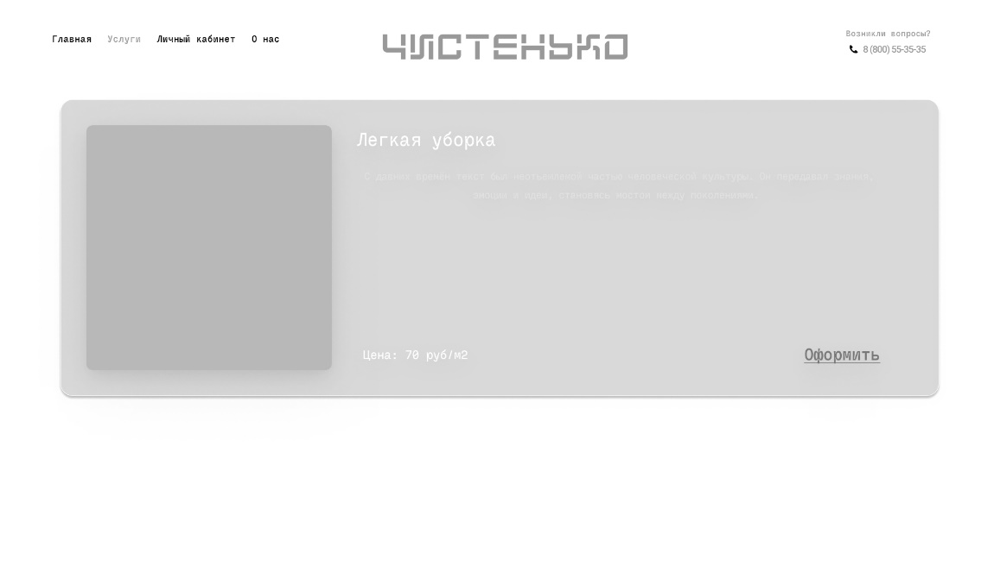 Главная Услуги Личный кабинет О нас
ЧИСТЕНЬКО
Возникли вопросы?
8 (800) 55-35-35
Легкая уборка
С давних времён текст был неотъемлемой частью человеческой культуры. Он передавал знания,
эмоции и идеи, становясь мостом между поколениями.
Цена: 70 руб/м2
Оформить